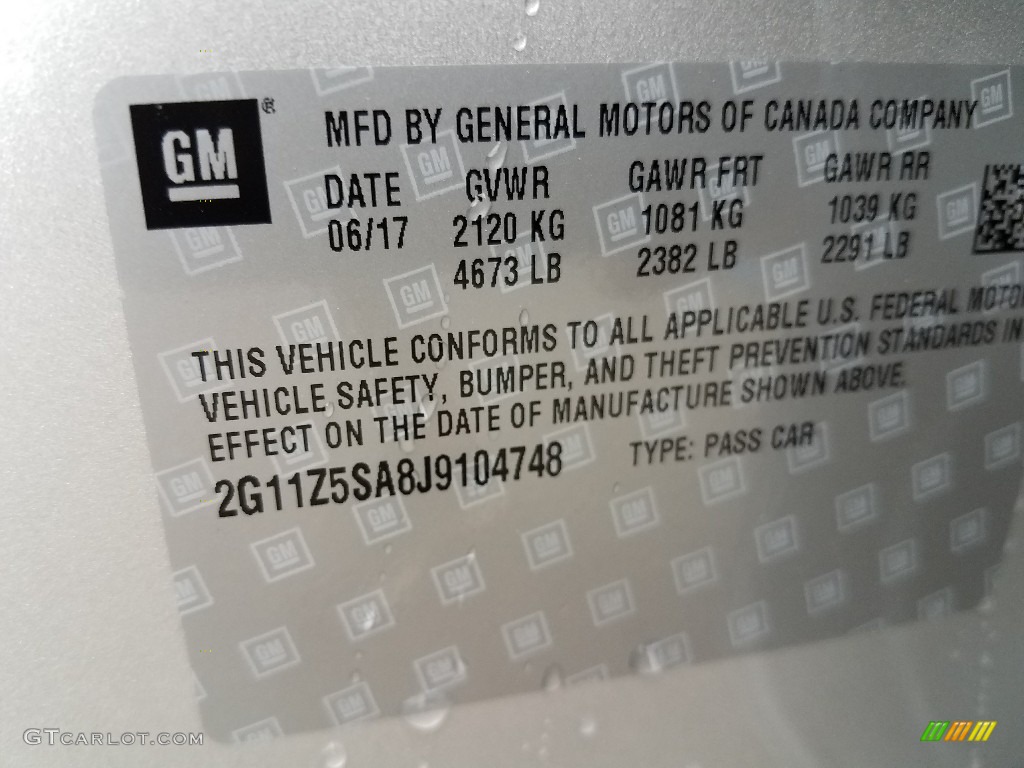 GM®
MFD BY GENERAL MOTORS OF CANADA COMPANY
DATE GVWR GAWR FRT GAWR RR
06/17 2120 KG 1081 KG 1039 KG
4673 LB 2382 LB 2291 LB
THIS VEHICLE CONFORMS TO ALL APPLICABLE U.S. FEDERAL MOTO
VEHICLE SAFETY, BUMPER, AND THEFT PREVENTION STANDARDS IN
EFFECT ON THE DATE OF MANUFACTURE SHOWN ABOVE.
2G11Z5SA8J9104748 TYPE: PASS CAR
GTCARLOT.COM